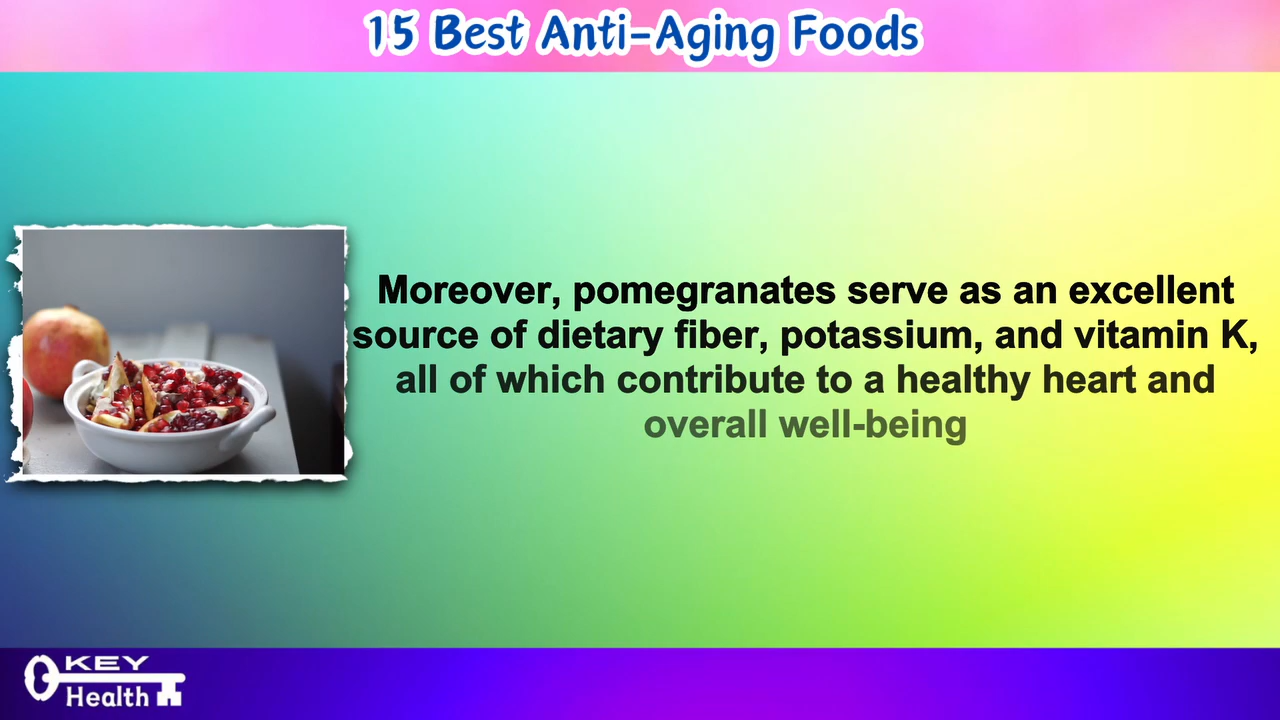 15 Best Anti-Aging Foods
Moreover, pomegranates serve as an excellent
source of dietary fiber, potassium, and vitamin K,
all of which contribute to a healthy heart and
overall well-being
KEY
Health